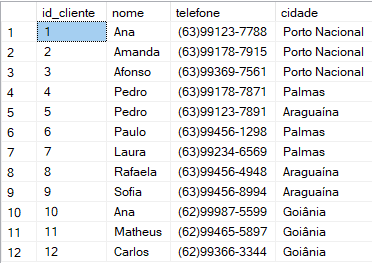 id_cliente nome telefone cidade
1 1 Ana (63)99123-7788 Porto Nacional
2 2 Amanda (63)99178-7915 Porto Nacional
3 3 Afonso (63)99369-7561 Porto Nacional
4 4 Pedro (63)99178-7871 Palmas
5 5 Pedro (63)99123-7891 Araguaína
6 6 Paulo (63)99456-1298 Palmas
7 7 Laura (63)99234-6569 Palmas
8 8 Rafaela (63)99456-4948 Araguaína
9 9 Sofia (63)99456-8994 Araguaína
10 10 Ana (62)99987-5599 Goiânia
11 11 Matheus (62)99465-5897 Goiânia
12 12 Carlos (62)99366-3344 Goiânia